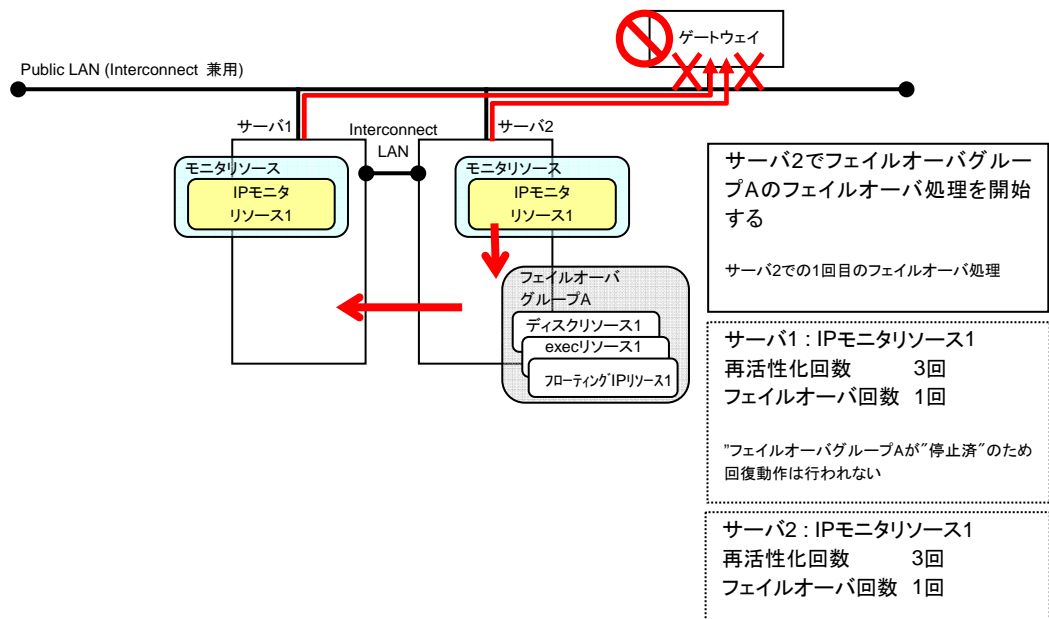 ゲートウェイ
Public LAN (Interconnect 兼用)
サーバ1
Interconnect
LAN
サーバ2
モニタリソース
IPモニタ
リソース1
モニタリソース
IPモニタ
リソース1
フェイルオーバ
グループA
ディスクリソース1
execリソース1
フローティングIPリソース1
サーバ2でフェイルオーバグルー
プAのフェイルオーバ処理を開始
する
サーバ2での1回目のフェイルオーバ処理
サーバ1 : IPモニタリソース1
再活性化回数 3回
フェイルオーバ回数 1回
”フェイルオーバグループAが”停止済”のため
回復動作は行われない
サーバ2 : IPモニタリソース1
再活性化回数 3回
フェイルオーバ回数 1回